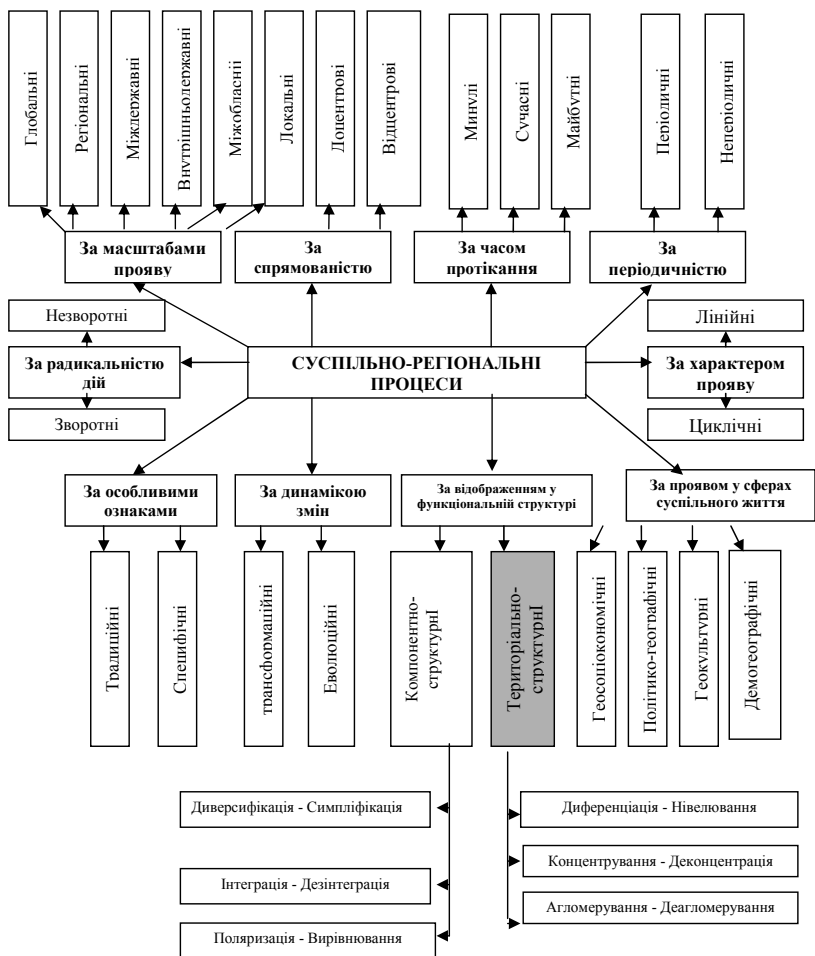 Глобальні
Регіональні
Міждержавні
Внутрішньодержавні
Міжобласніі
Локальні
Доцентрові
Відцентрові
Минулі
Сучасні
Майбутні
Періодичні
Неперіодичні
За масштабами
прояву
За
спрямованістю
За часом
протікання
За
періодичністю
Незворотні
Лінійні
За радикальністю
дій
СУСПІЛЬНО-РЕГІОНАЛЬНІ
ПРОЦЕСИ
За характером
прояву
Зворотні
Циклічні
За особливими
ознаками
За динамікою
змін
За відображенням у
функціональній структурі
За проявом у сферах
суспільного життя
Традиційні
Специфічні
трансформаційні
Еволюційні
Компонентно-
структурнІ
Територіально-
структурнІ
Геосоціокономічні
Політико-географічні
Геокультурні
Демогеографічні
Диверсифікація - Симпліфікація
Диференціація - Нівелювання
Концентрування - Деконцентрація
Інтеграція - Дезінтеграція
Агломерування - Деагломерування
Поляризація - Вирівнювання